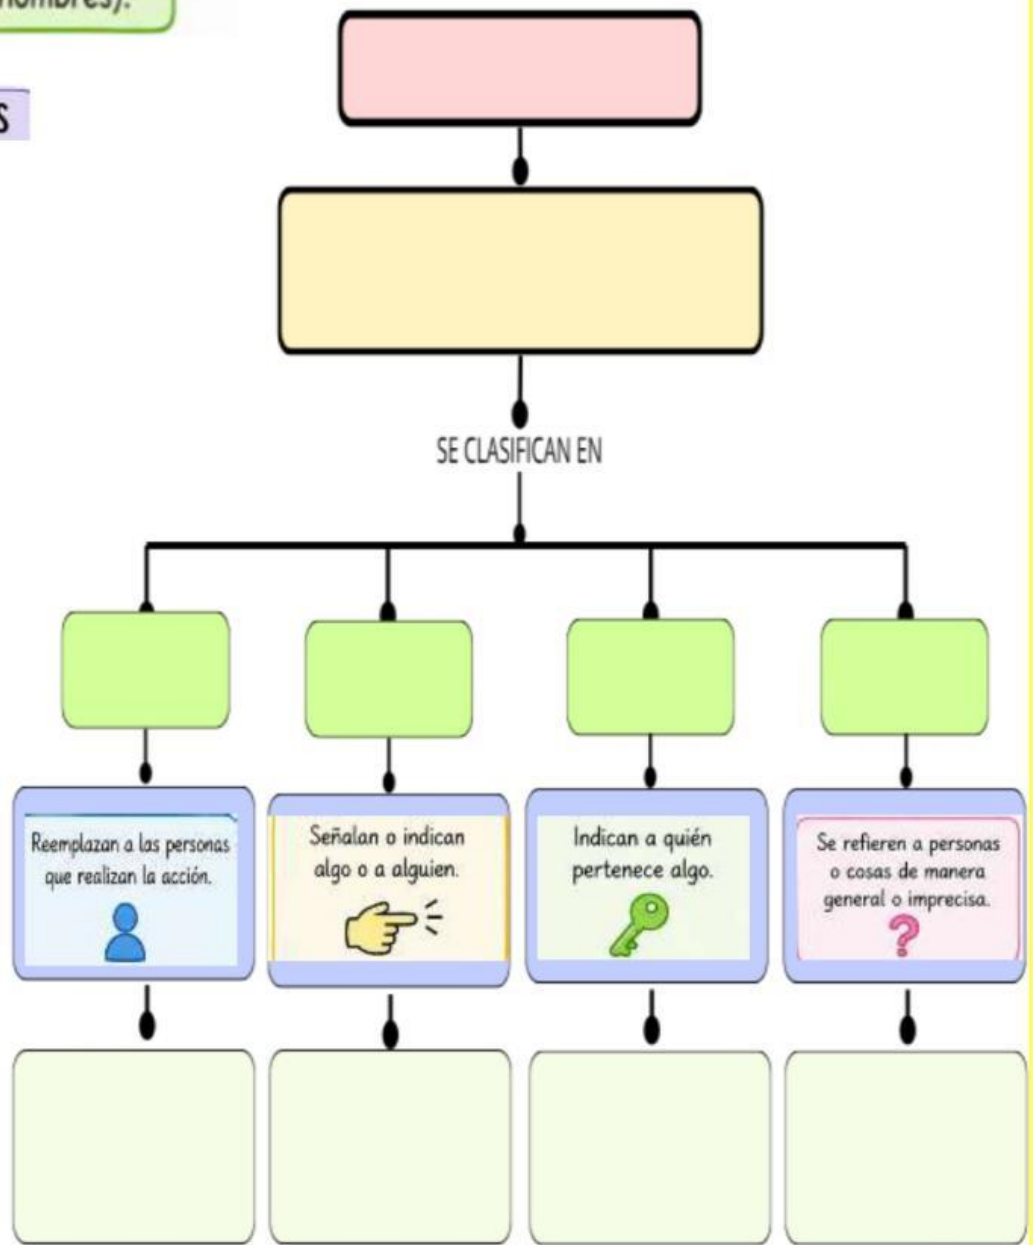 nombres).
S
SE CLASIFICAN EN
Reemplazan a las personas
que realizan la acción.
Señalan o indican
algo o a alguien.
Indican a quién
pertenece algo.
Se refieren a personas
o cosas de manera
general o imprecisa.
?